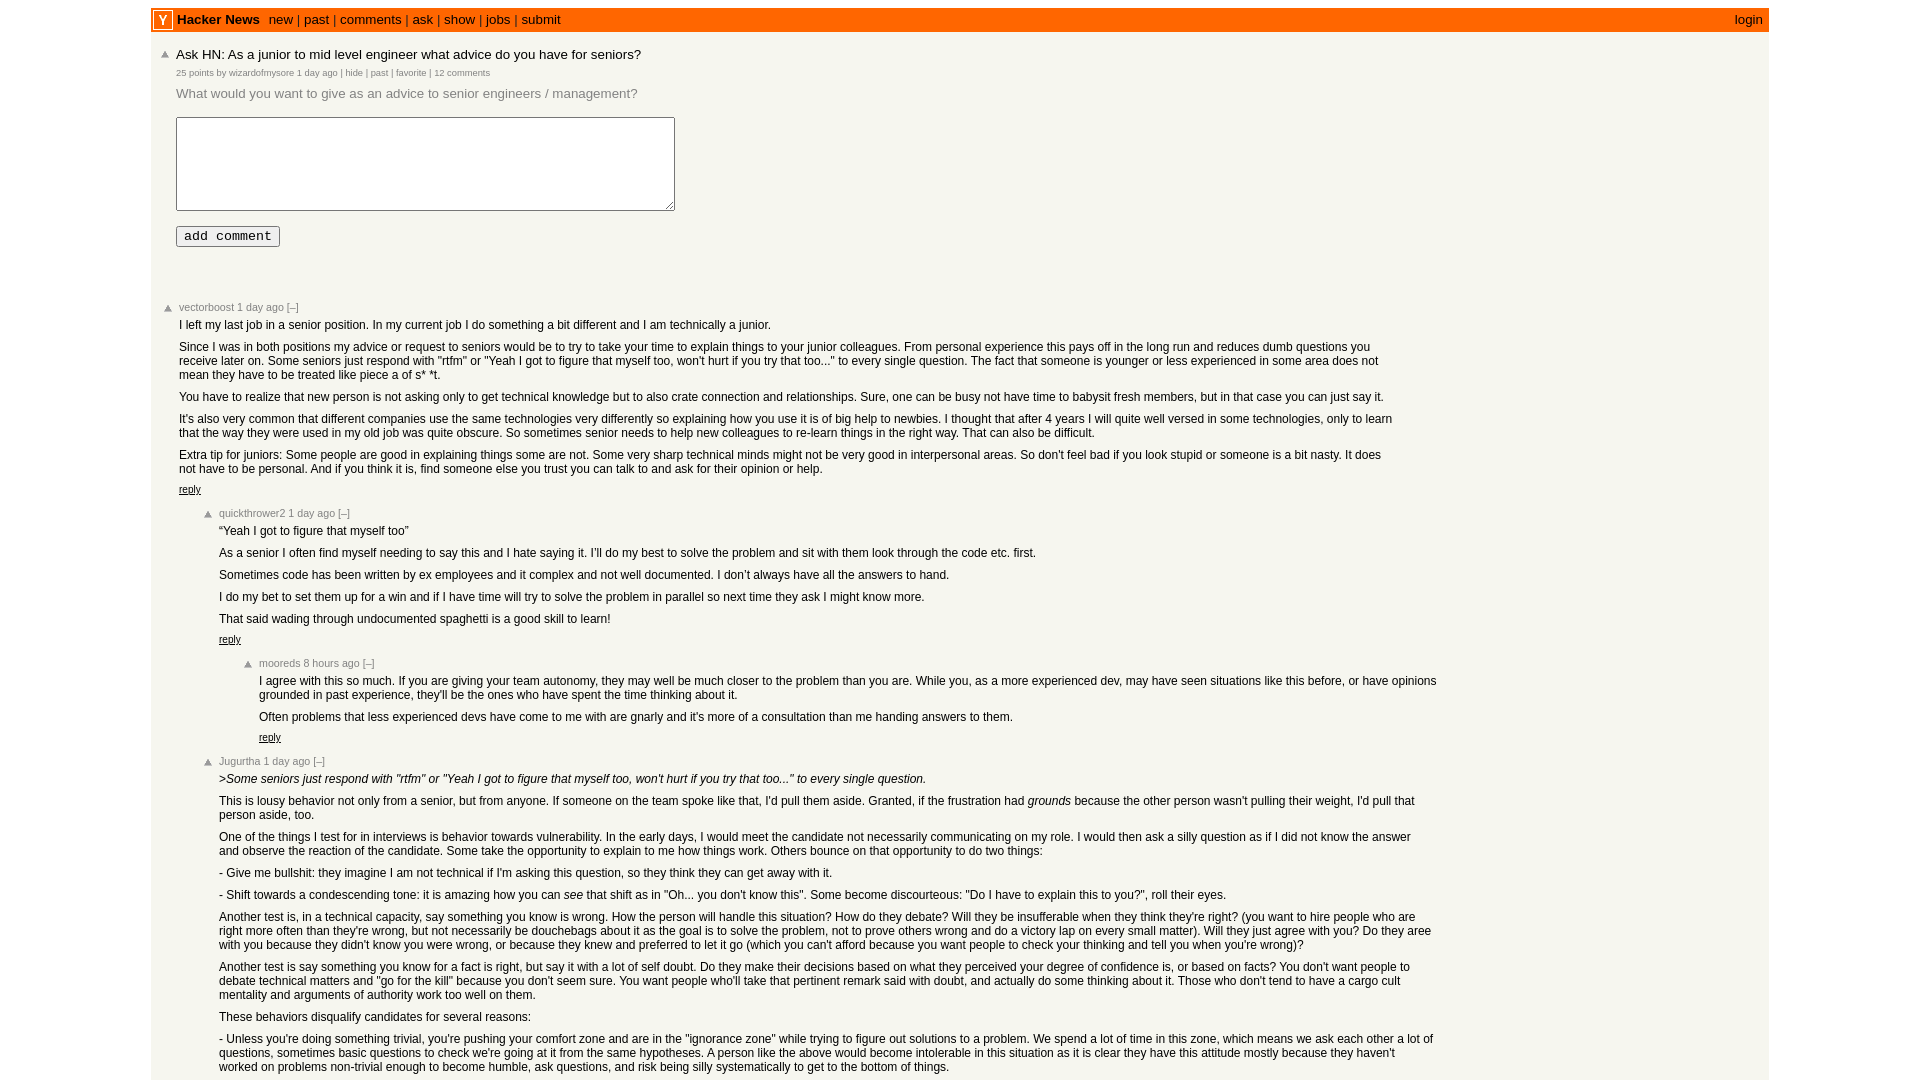 Y Hacker News new | past | comments | ask | show | jobs | submit login
Ask HN: As a junior to mid level engineer what advice do you have for seniors?
25 points by wizardofmysore 1 day ago | hide | past | favorite | 12 comments
What would you want to give as an advice to senior engineers / management?
add comment
vectorboost 1 day ago [–]
I left my last job in a senior position. In my current job I do something a bit different and I am technically a junior.
Since I was in both positions my advice or request to seniors would be to try to take your time to explain things to your junior colleagues. From personal experience this pays off in the long run and reduces dumb questions you
receive later on. Some seniors just respond with "rtfm" or "Yeah I got to figure that myself too, won't hurt if you try that too..." to every single question. The fact that someone is younger or less experienced in some area does not
mean they have to be treated like piece a of s* *t.
You have to realize that new person is not asking only to get technical knowledge but to also crate connection and relationships. Sure, one can be busy not have time to babysit fresh members, but in that case you can just say it.
It's also very common that different companies use the same technologies very differently so explaining how you use it is of big help to newbies. I thought that after 4 years I will quite well versed in some technologies, only to learn
that the way they were used in my old job was quite obscure. So sometimes senior needs to help new colleagues to re-learn things in the right way. That can also be difficult.
Extra tip for juniors: Some people are good in explaining things some are not. Some very sharp technical minds might not be very good in interpersonal areas. So don't feel bad if you look stupid or someone is a bit nasty. It does
not have to be personal. And if you think it is, find someone else you trust you can talk to and ask for their opinion or help.
reply
quickthrower2 1 day ago [–]
“Yeah I got to figure that myself too”
As a senior I often find myself needing to say this and I hate saying it. I’ll do my best to solve the problem and sit with them look through the code etc. first.
Sometimes code has been written by ex employees and it complex and not well documented. I don’t always have all the answers to hand.
I do my bet to set them up for a win and if I have time will try to solve the problem in parallel so next time they ask I might know more.
That said wading through undocumented spaghetti is a good skill to learn!
reply
mooreds 8 hours ago [–]
I agree with this so much. If you are giving your team autonomy, they may well be much closer to the problem than you are. While you, as a more experienced dev, may have seen situations like this before, or have opinions
grounded in past experience, they'll be the ones who have spent the time thinking about it.
Often problems that less experienced devs have come to me with are gnarly and it's more of a consultation than me handing answers to them.
reply
Jugurtha 1 day ago [–]
>Some seniors just respond with "rtfm" or "Yeah I got to figure that myself too, won't hurt if you try that too..." to every single question.
This is lousy behavior not only from a senior, but from anyone. If someone on the team spoke like that, I'd pull them aside. Granted, if the frustration had grounds because the other person wasn't pulling their weight, I'd pull that
person aside, too.
One of the things I test for in interviews is behavior towards vulnerability. In the early days, I would meet the candidate not necessarily communicating on my role. I would then ask a silly question as if I did not know the answer
and observe the reaction of the candidate. Some take the opportunity to explain to me how things work. Others bounce on that opportunity to do two things:
- Give me bullshit: they imagine I am not technical if I'm asking this question, so they think they can get away with it.
- Shift towards a condescending tone: it is amazing how you can see that shift as in "Oh... you don't know this". Some become discourteous: "Do I have to explain this to you?", roll their eyes.
Another test is, in a technical capacity, say something you know is wrong. How the person will handle this situation? How do they debate? Will they be insufferable when they think they're right? (you want to hire people who are
right more often than they're wrong, but not necessarily be douchebags about it as the goal is to solve the problem, not to prove others wrong and do a victory lap on every small matter). Will they just agree with you? Do they aree
with you because they didn't know you were wrong, or because they knew and preferred to let it go (which you can't afford because you want people to check your thinking and tell you when you're wrong)?
Another test is say something you know for a fact is right, but say it with a lot of self doubt. Do they make their decisions based on what they perceived your degree of confidence is, or based on facts? You don't want people to
debate technical matters and "go for the kill" because you don't seem sure. You want people who'll take that pertinent remark said with doubt, and actually do some thinking about it. Those who don't tend to have a cargo cult
mentality and arguments of authority work too well on them.
These behaviors disqualify candidates for several reasons:
- Unless you're doing something trivial, you're pushing your comfort zone and are in the "ignorance zone" while trying to figure out solutions to a problem. We spend a lot of time in this zone, which means we ask each other a lot of
questions, sometimes basic questions to check we're going at it from the same hypotheses. A person like the above would become intolerable in this situation as it is clear they have this attitude mostly because they haven't
worked on problems non-trivial enough to become humble, ask questions, and risk being silly systematically to get to the bottom of things.